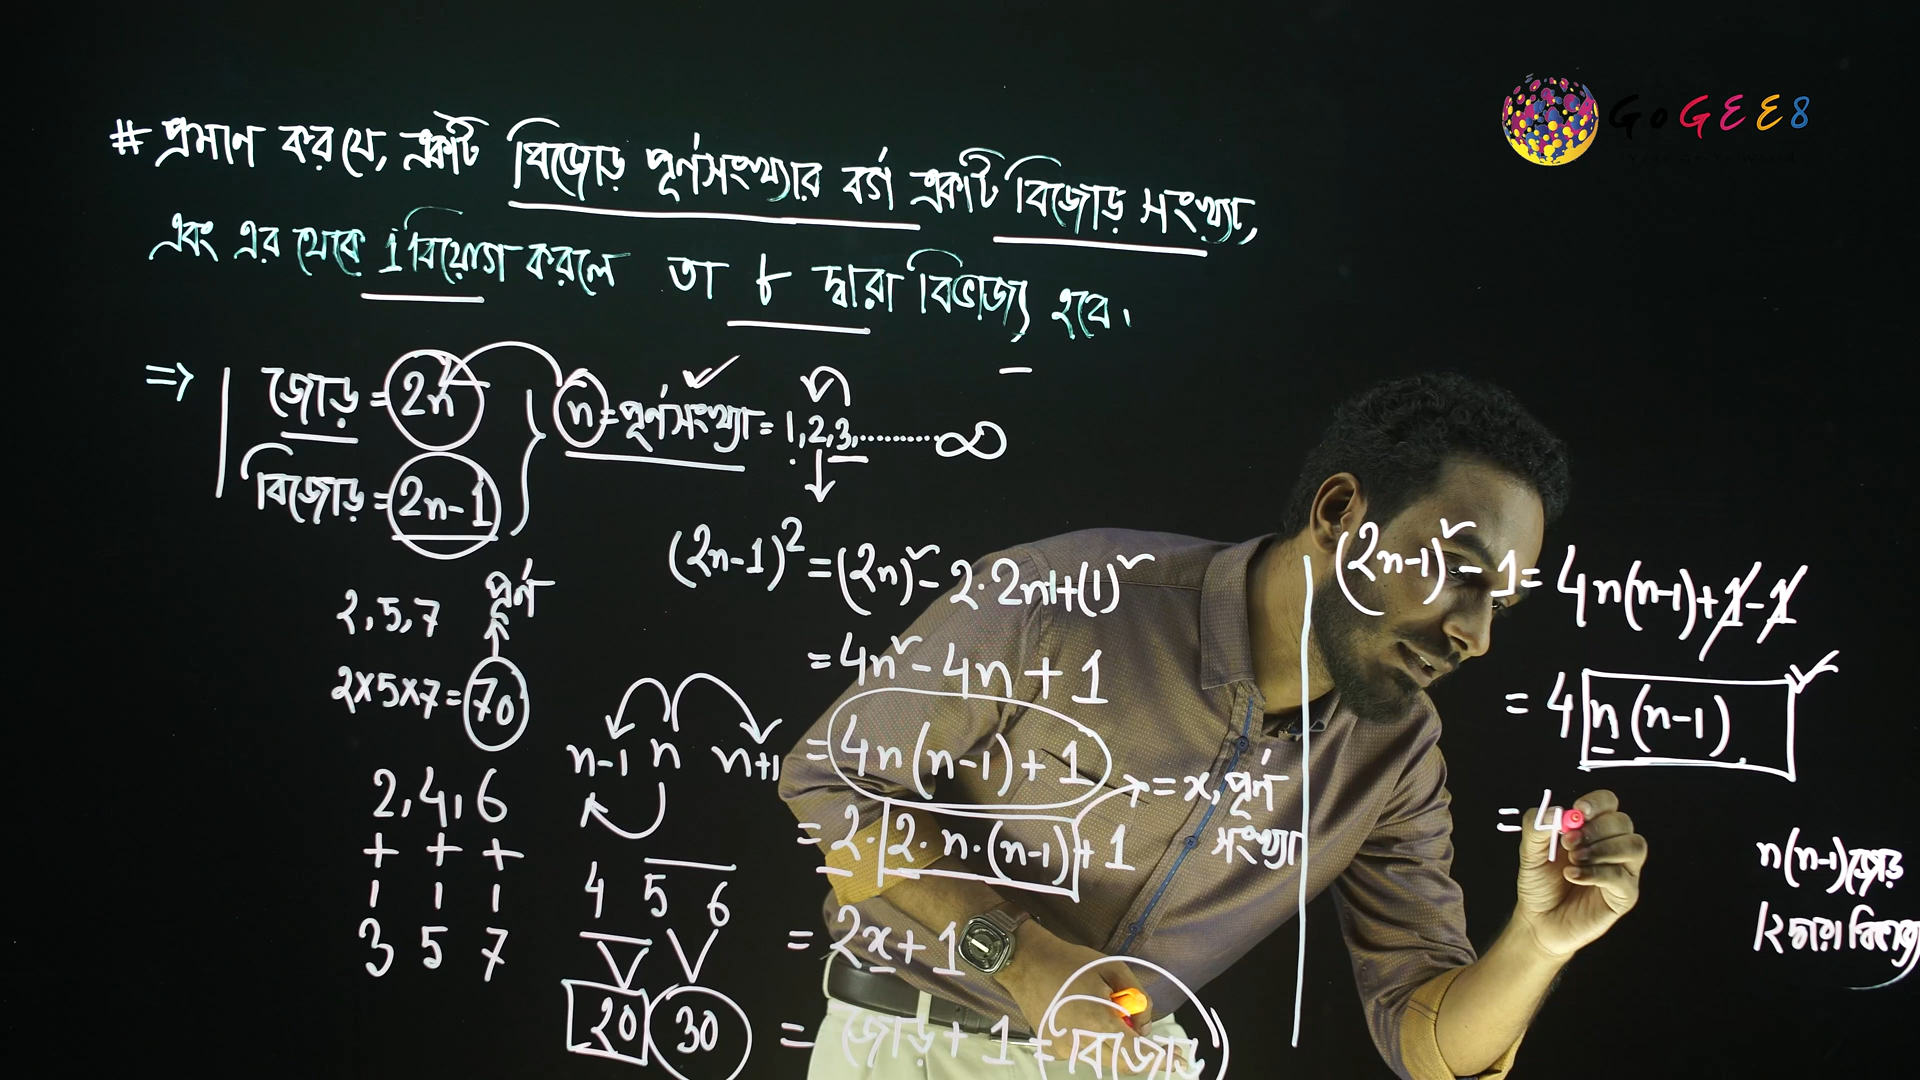 # প্রমাণ কর যে, একটি বিজোড় পূর্ণসংখ্যার বর্গ একটি বিজোড় সংখ্যা,
এবং এর থেকে 1 বিয়োগ করলে তা ৮ দ্বারা বিভাজ্য হবে।
=> জোড় = 2n
বিজোড় = 2n-1
n = পূর্ণসংখ্যা = 1,2,3,..........∞
2,5,7 পূর্ণ
2×5×7=70
2,4,6
+ + +
1 1 1
3 5 7
n-1 n n+1
4 5 6
20 30
(2n-1)² = (2n)² - 2·2n·1+(1)²
= 4n² - 4n + 1
= 4n(n-1)+1
= 2·2·n·(n-1)+1 = x, পূর্ণ সংখ্যা
= 2x+1
= জোড়+1 = বিজোড়
(2n-1)² - 1 = 4n(n-1)+1-1
= 4 n(n-1)
= 4
n(n-1) জোড়
২ দ্বারা
GOGEE8